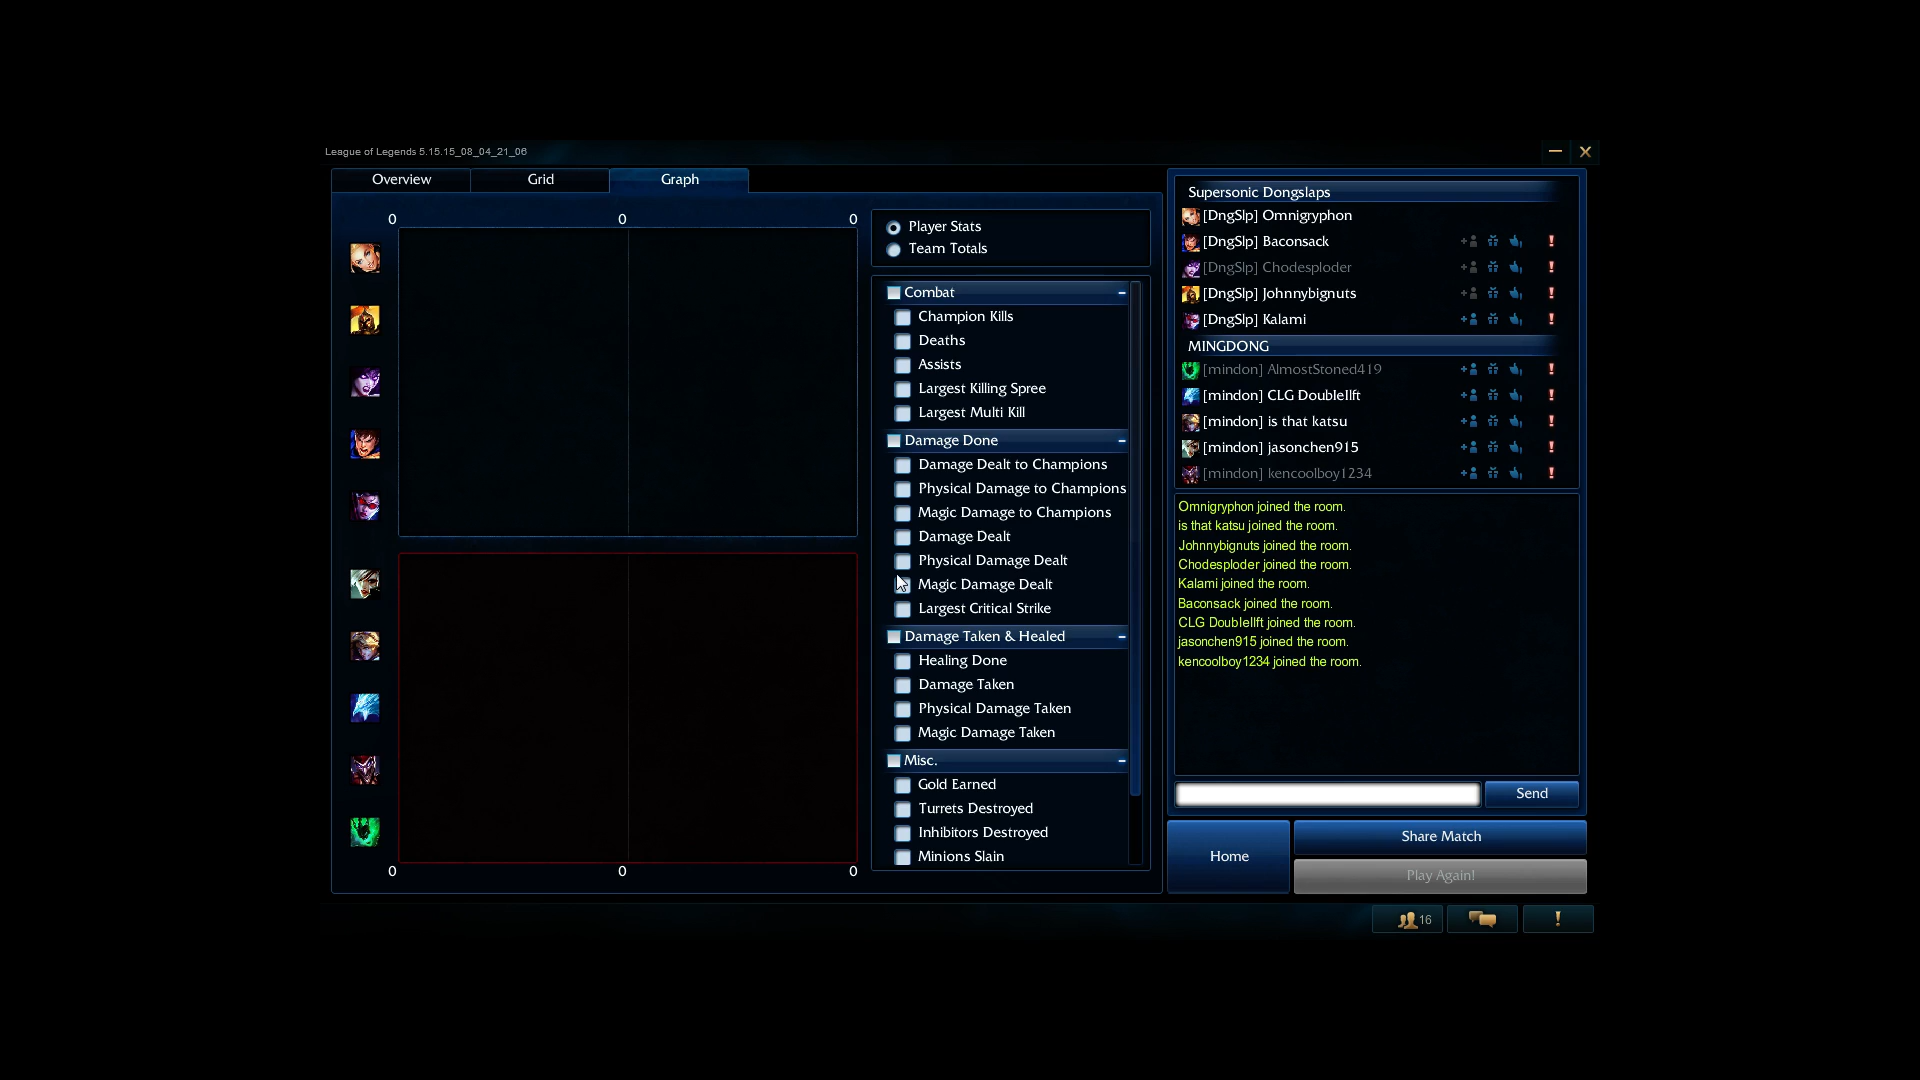 League of Legends 5.15.15_08_04_21_06
Overview
Grid
Graph
0
0
0
0
0
0
Player Stats
Team Totals
Combat
Champion Kills
Deaths
Assists
Largest Killing Spree
Largest Multi Kill
Damage Done
Damage Dealt to Champions
Physical Damage to Champions
Magic Damage to Champions
Damage Dealt
Physical Damage Dealt
Magic Damage Dealt
Largest Critical Strike
Damage Taken & Healed
Healing Done
Damage Taken
Physical Damage Taken
Magic Damage Taken
Misc.
Gold Earned
Turrets Destroyed
Inhibitors Destroyed
Minions Slain
Supersonic Dongslaps
[DngSlp] Omnigryphon
[DngSlp] Baconsack
[DngSlp] Chodesploder
[DngSlp] Johnnybignuts
[DngSlp] Kalami
MINGDONG
[mindon] AlmostStoned419
[mindon] CLG DoubleIift
[mindon] is that katsu
[mindon] jasonchen915
[mindon] kencoolboy1234
Omnigryphon joined the room.
is that katsu joined the room.
Johnnybignuts joined the room.
Chodesploder joined the room.
Kalami joined the room.
Baconsack joined the room.
CLG DoubleIift joined the room.
jasonchen915 joined the room.
kencoolboy1234 joined the room.
Send
Home
Share Match
Play Again!
16